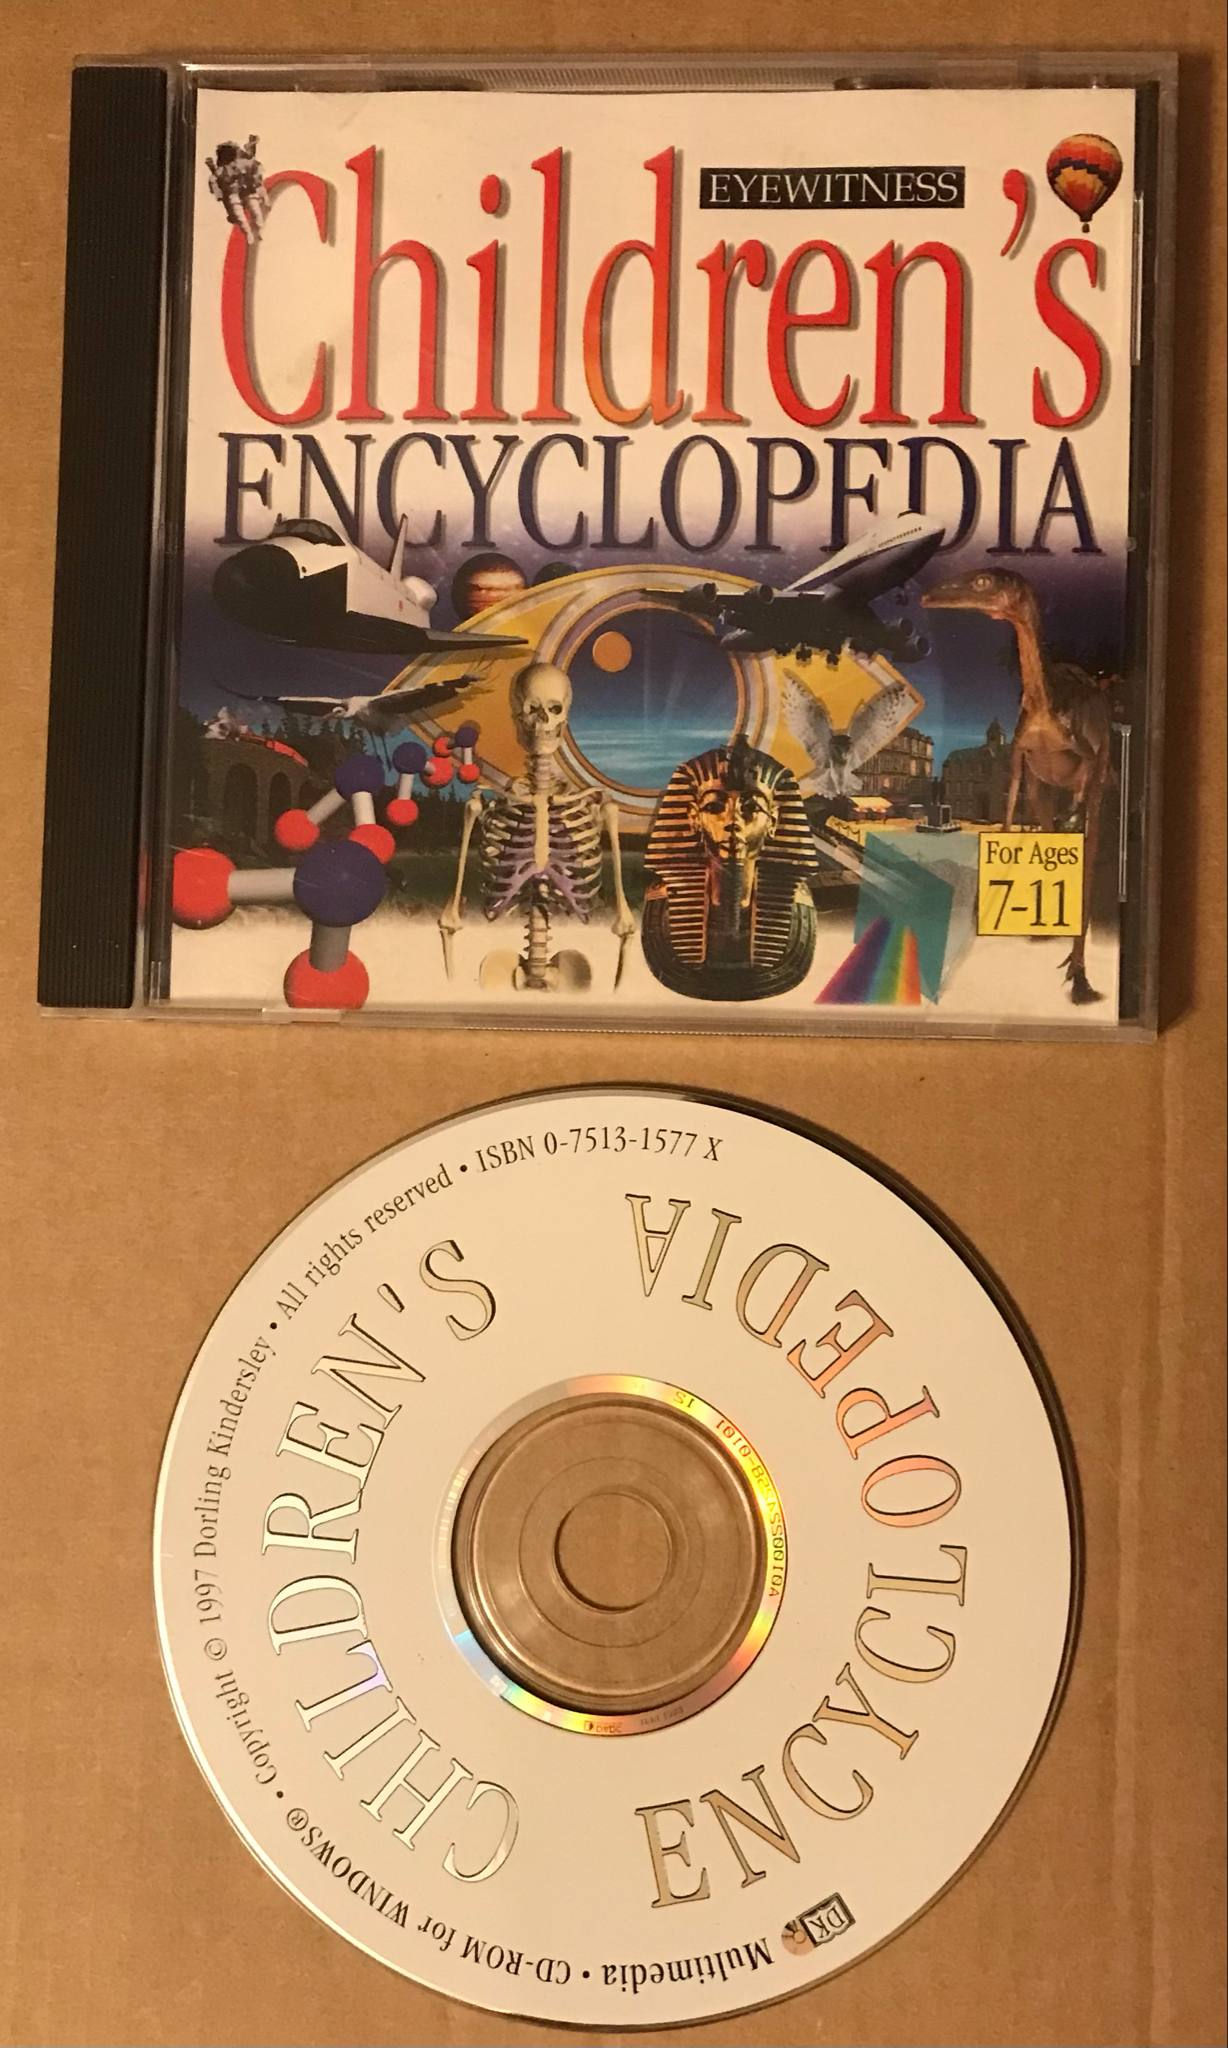 EYEWITNESS
Children's
ENCYCLOPEDIA
For Ages
7-11
DK Multimedia • CD-ROM for WINDOWS® • Copyright © 1997 Dorling Kindersley • All rights reserved • ISBN 0-7513-1577 X
CHILDREN'S
ENCYCLOPEDIA